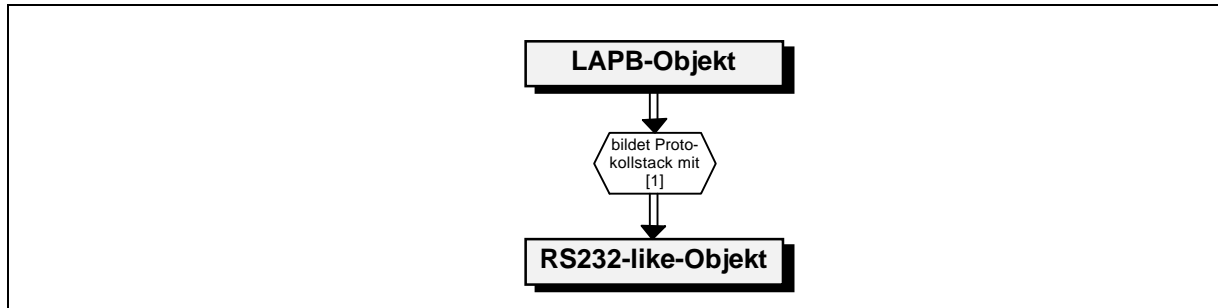 LAPB-Objekt
bildet Proto-
kollstack mit
[1]
RS232-like-Objekt